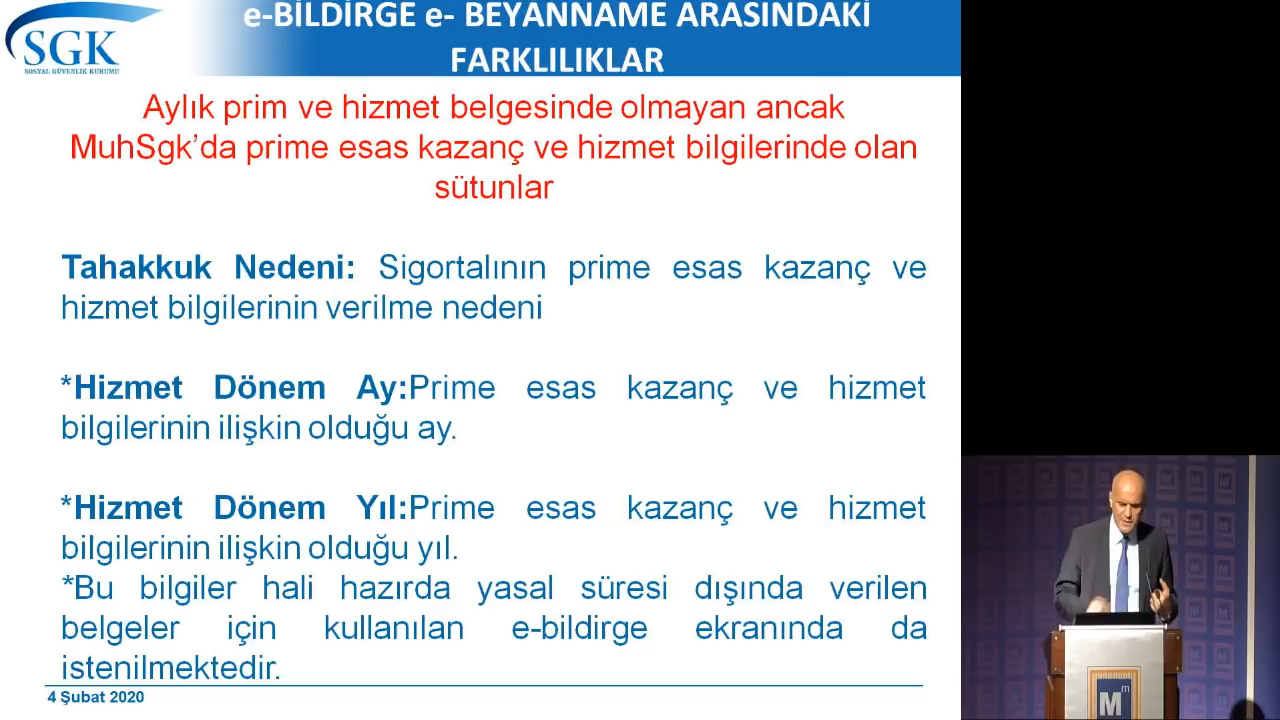 e-BİLDİRGE e- BEYANNAME ARASINDAKİ
FARKLILIKLAR
SGK
SOSYAL GÜVENLİK KURUMU
Aylık prim ve hizmet belgesinde olmayan ancak
MuhSgk’da prime esas kazanç ve hizmet bilgilerinde olan
sütunlar
Tahakkuk Nedeni: Sigortalının prime esas kazanç ve
hizmet bilgilerinin verilme nedeni
*Hizmet Dönem Ay:Prime esas kazanç ve hizmet
bilgilerinin ilişkin olduğu ay.
*Hizmet Dönem Yıl:Prime esas kazanç ve hizmet
bilgilerinin ilişkin olduğu yıl.
*Bu bilgiler hali hazırda yasal süresi dışında verilen
belgeler için kullanılan e-bildirge ekranında da
istenilmektedir.
4 Şubat 2020
Mm